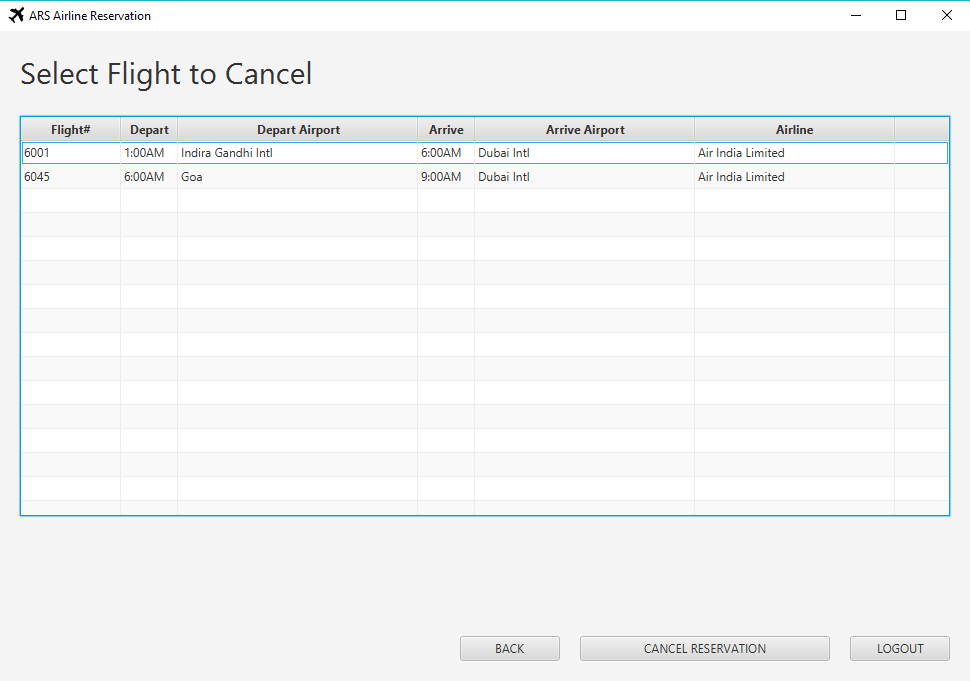 ARS Airline Reservation
Select Flight to Cancel
Flight# Depart Depart Airport Arrive Arrive Airport Airline
6001 1:00AM Indira Gandhi Intl 6:00AM Dubai Intl Air India Limited
6045 6:00AM Goa 9:00AM Dubai Intl Air India Limited
BACK CANCEL RESERVATION LOGOUT